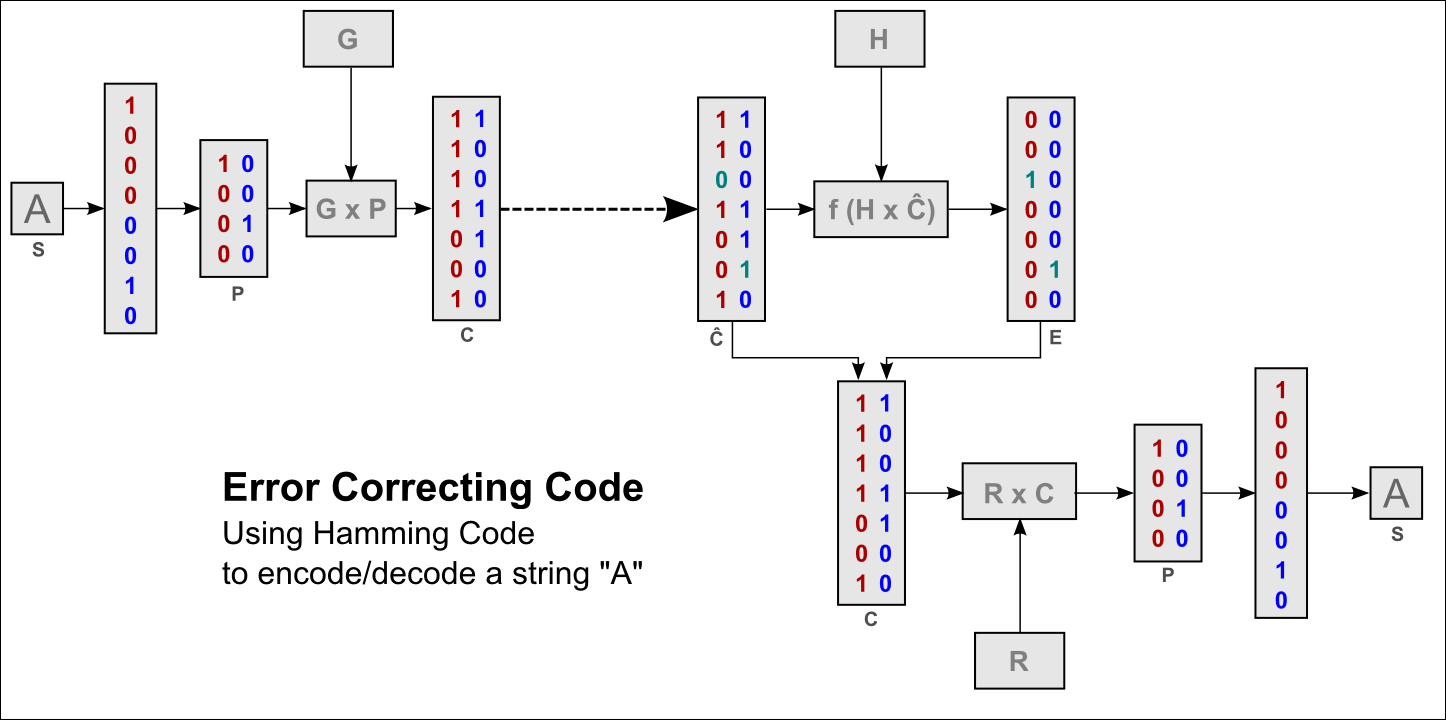 G
H
A
S
1
0
0
0
0
0
1
0
1 0
0 0
0 1
0 0
P
G x P
1 1
1 0
1 0
1 1
0 1
0 0
1 0
C
1 1
1 0
0 0
1 1
0 1
0 1
1 0
Ĉ
f (H x Ĉ)
0 0
0 0
1 0
0 0
0 0
0 1
0 0
E
1 1
1 0
1 0
1 1
0 1
0 0
1 0
C
R x C
R
1 0
0 0
0 1
0 0
P
1
0
0
0
0
0
1
0
A
S
Error Correcting Code
Using Hamming Code
to encode/decode a string "A"